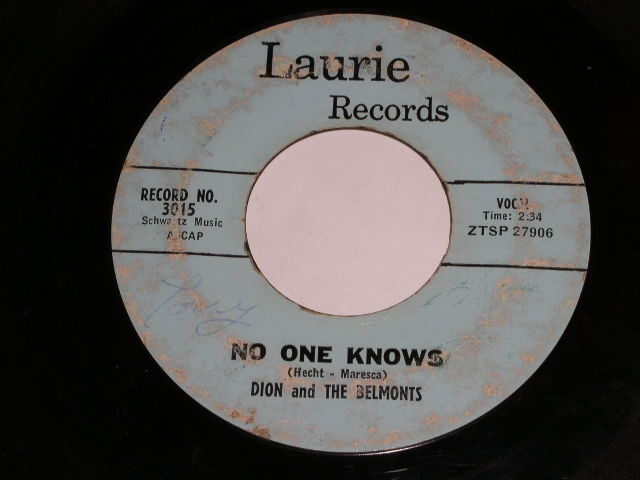 Laurie
Records
RECORD NO.
3015
Schwartz Music
ASCAP
VOCAL
Time: 2:34
ZTSP 27906
NO ONE KNOWS
(Hecht - Maresca)
DION and THE BELMONTS